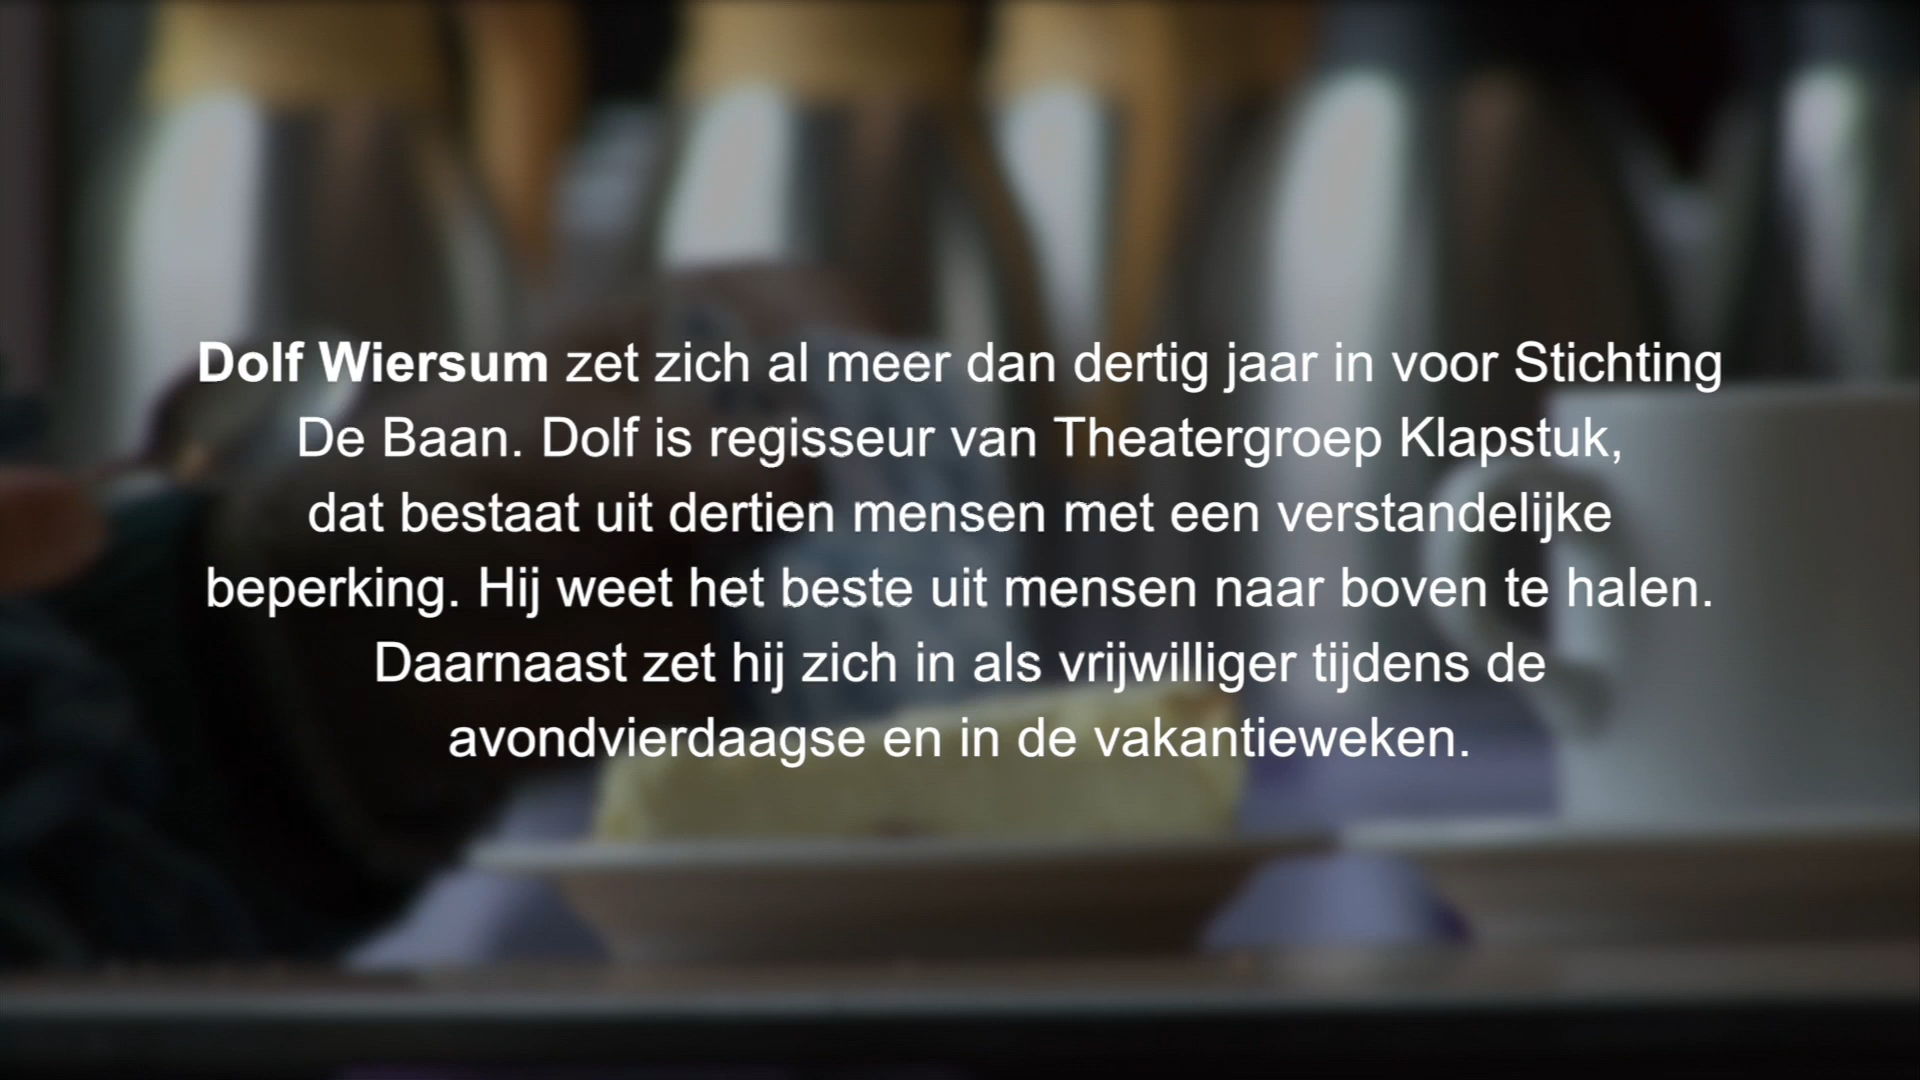 Dolf Wiersum zet zich al meer dan dertig jaar in voor Stichting
De Baan. Dolf is regisseur van Theatergroep Klapstuk,
dat bestaat uit dertien mensen met een verstandelijke
beperking. Hij weet het beste uit mensen naar boven te halen.
Daarnaast zet hij zich in als vrijwilliger tijdens de
avondvierdaagse en in de vakantieweken.